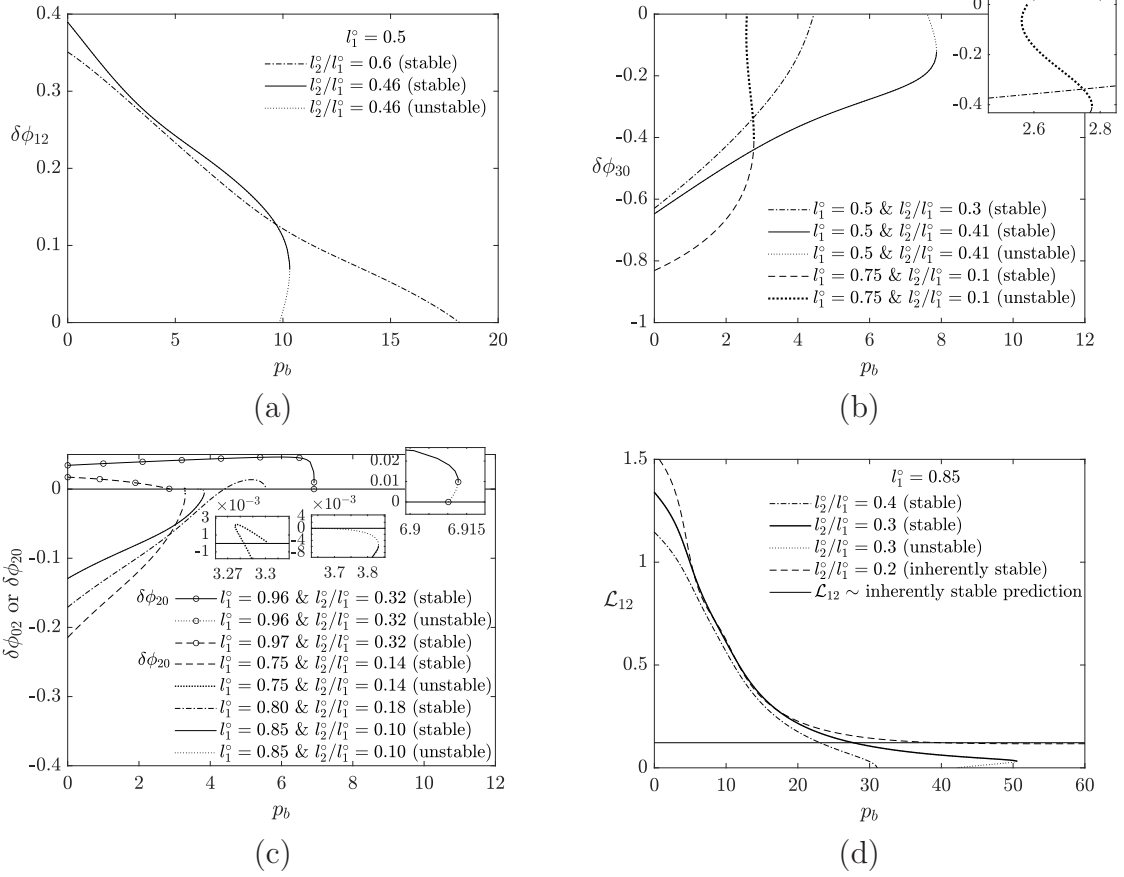 0.4
0.3
0.2
0.1
0
δϕ₁₂
l₁° = 0.5
l₂°/l₁° = 0.6 (stable)
l₂°/l₁° = 0.46 (stable)
l₂°/l₁° = 0.46 (unstable)
0 5 10 15 20
p_b
(a)
0
-0.2
-0.4
-0.6
-0.8
-1
δϕ₃₀
0
-0.2
-0.4
2.6 2.8
l₁° = 0.5 & l₂°/l₁° = 0.3 (stable)
l₁° = 0.5 & l₂°/l₁° = 0.41 (stable)
l₁° = 0.5 & l₂°/l₁° = 0.41 (unstable)
l₁° = 0.75 & l₂°/l₁° = 0.1 (stable)
l₁° = 0.75 & l₂°/l₁° = 0.1 (unstable)
0 2 4 6 8 10 12
p_b
(b)
0
-0.1
-0.2
-0.3
-0.4
δϕ₀₂ or δϕ₂₀
×10⁻³
3
1
-1
3.27 3.3
×10⁻³
4
0
-4
-8
3.7 3.8
0.02
0.01
0
6.9 6.915
δϕ₂₀
l₁° = 0.96 & l₂°/l₁° = 0.32 (stable)
l₁° = 0.96 & l₂°/l₁° = 0.32 (unstable)
l₁° = 0.97 & l₂°/l₁° = 0.32 (stable)
δϕ₂₀
l₁° = 0.75 & l₂°/l₁° = 0.14 (stable)
l₁° = 0.75 & l₂°/l₁° = 0.14 (unstable)
l₁° = 0.80 & l₂°/l₁° = 0.18 (stable)
l₁° = 0.85 & l₂°/l₁° = 0.10 (stable)
l₁° = 0.85 & l₂°/l₁° = 0.10 (unstable)
0 2 4 6 8 10 12
p_b
(c)
1.5
1
0.5
0
ℒ₁₂
l₁° = 0.85
l₂°/l₁° = 0.4 (stable)
l₂°/l₁° = 0.3 (stable)
l₂°/l₁° = 0.3 (unstable)
l₂°/l₁° = 0.2 (inherently stable)
ℒ₁₂ ∼ inherently stable prediction
0 10 20 30 40 50 60
p_b
(d)